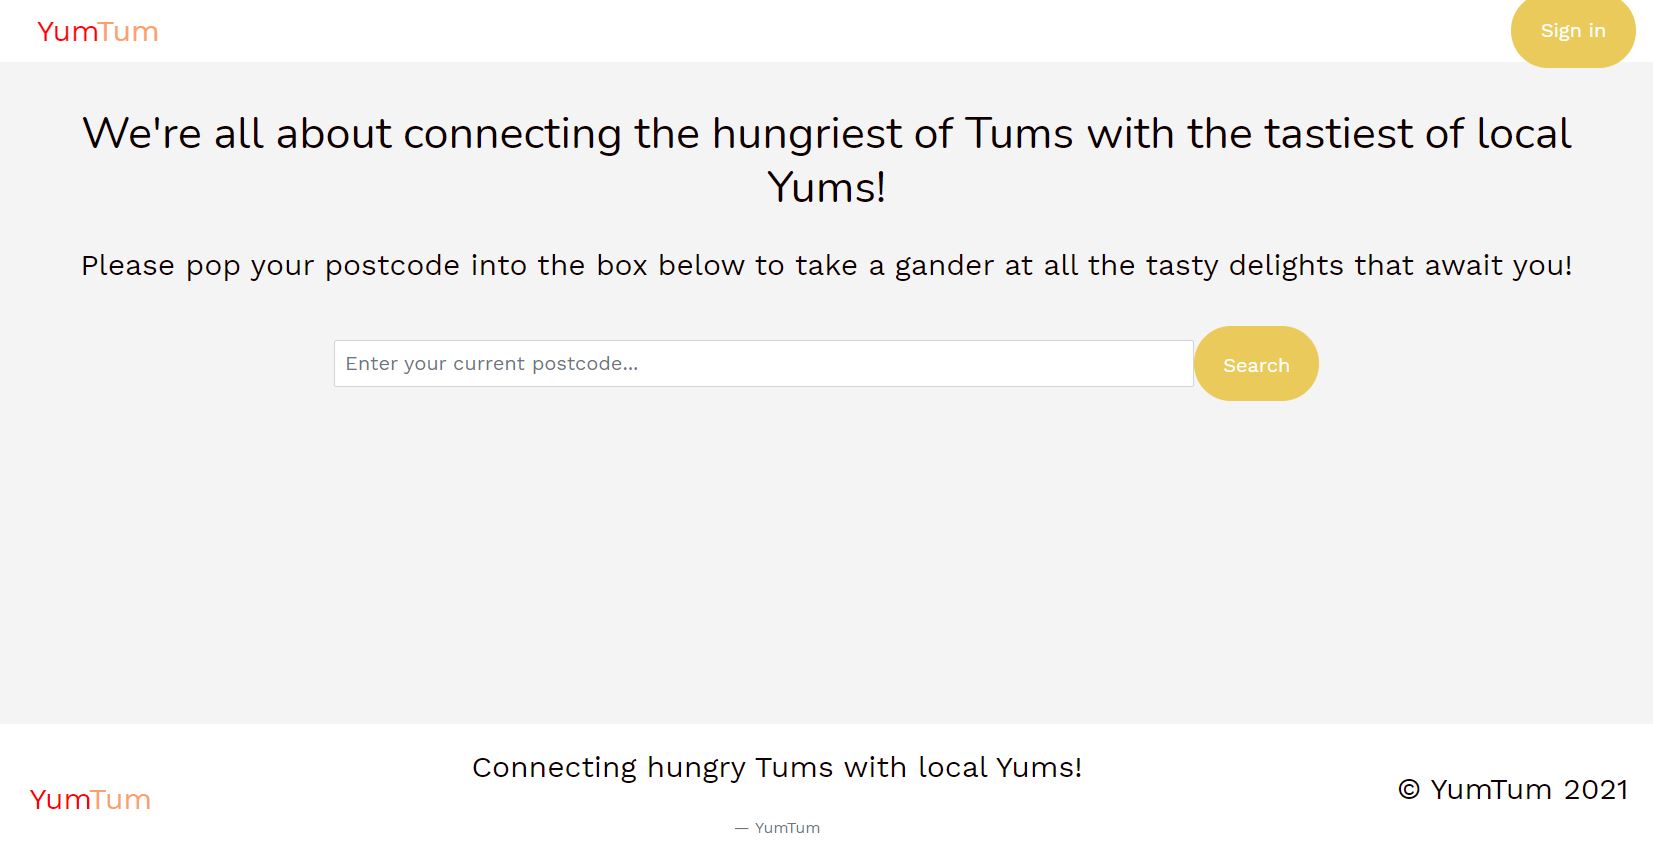 YumTum
Sign in
We're all about connecting the hungriest of Tums with the tastiest of local
Yums!
Please pop your postcode into the box below to take a gander at all the tasty delights that await you!
Enter your current postcode...
Search
Connecting hungry Tums with local Yums!
YumTum
© YumTum 2021
— YumTum